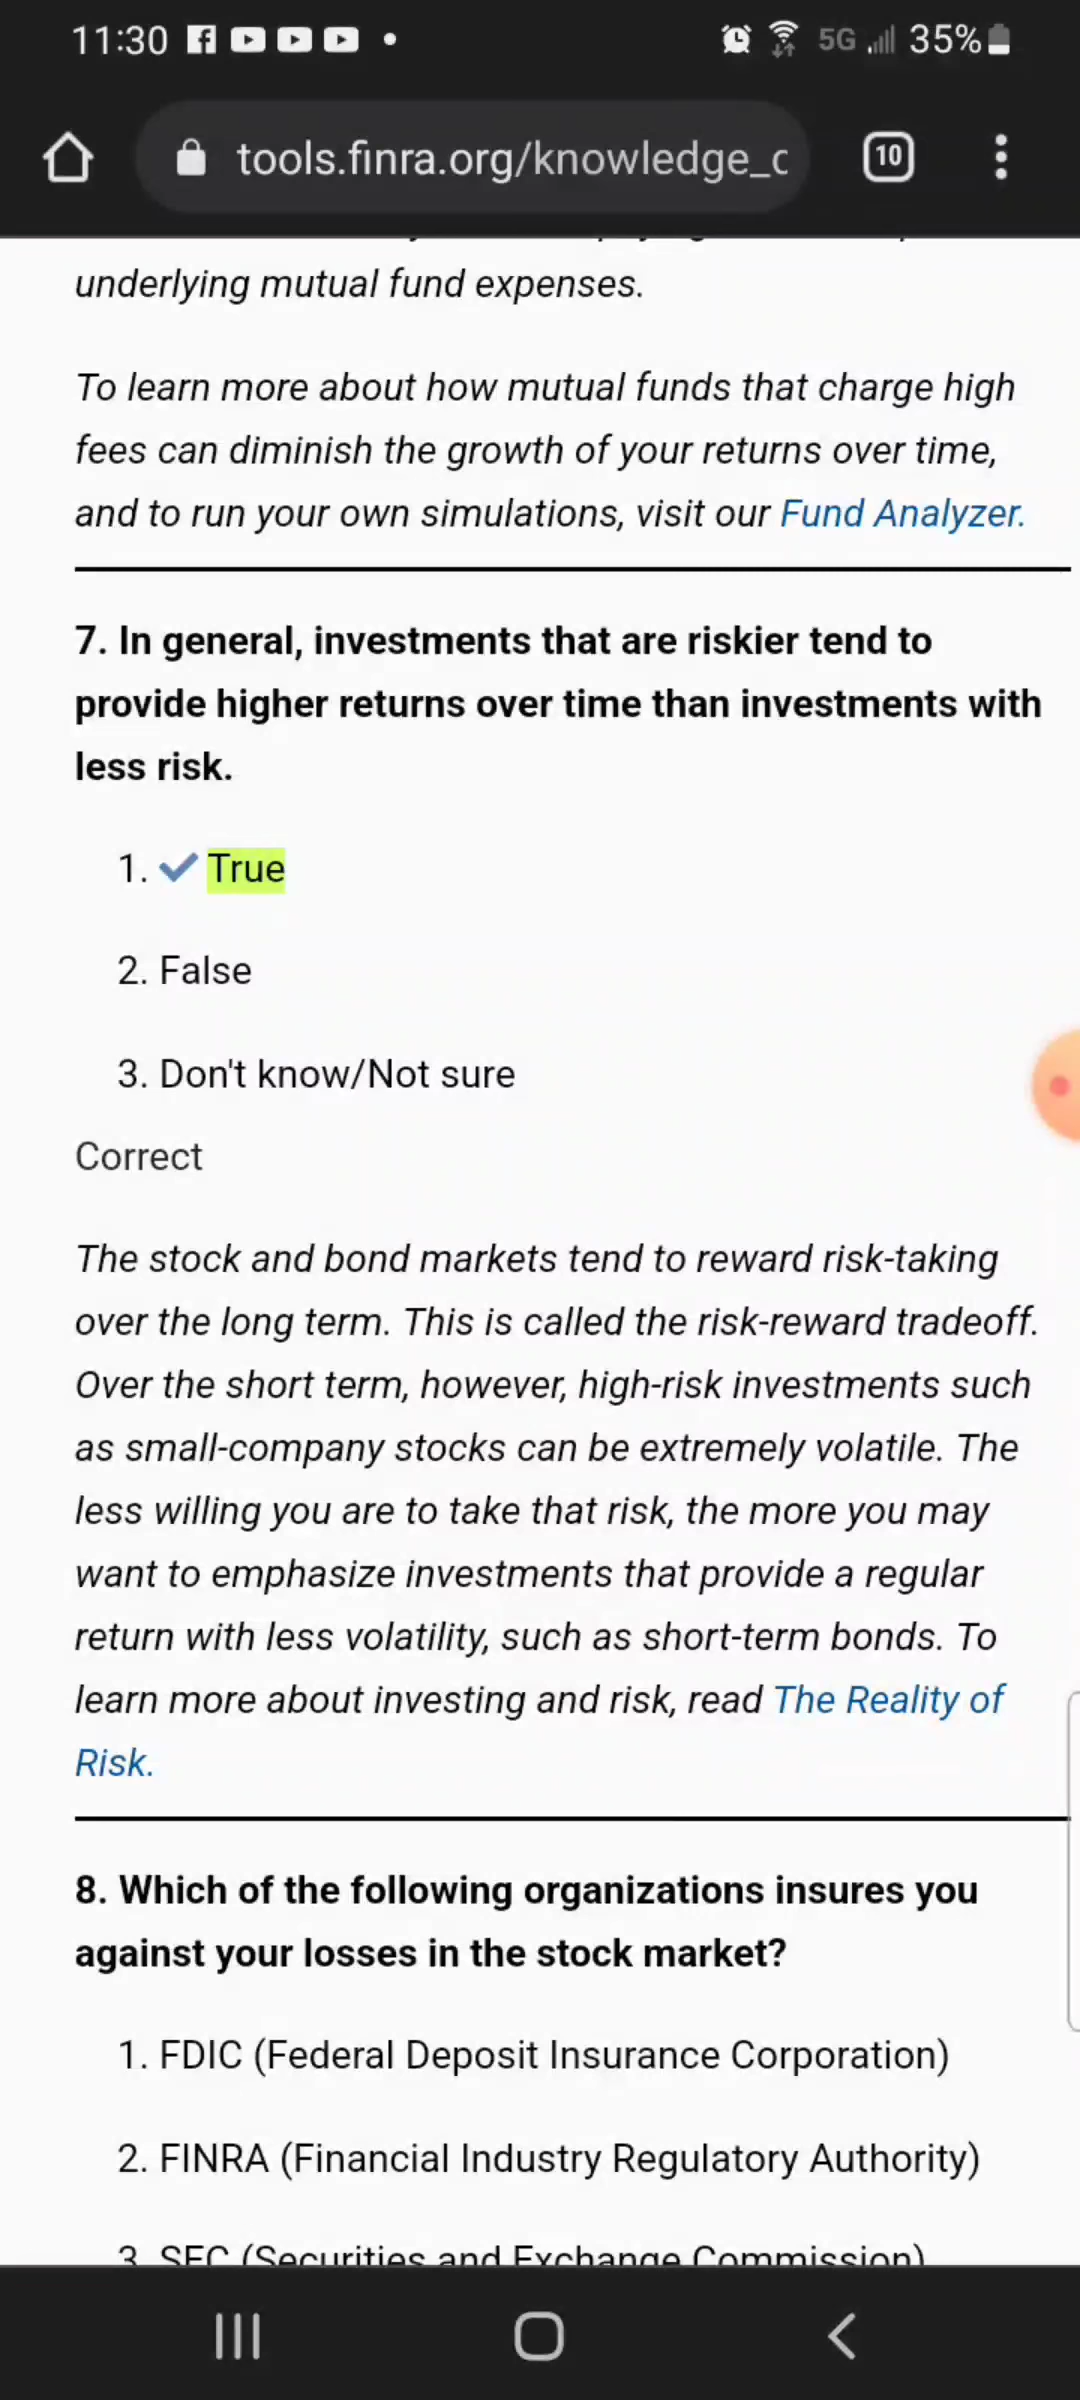 11:30
5G 35%
tools.finra.org/knowledge_c
10
underlying mutual fund expenses.
To learn more about how mutual funds that charge high
fees can diminish the growth of your returns over time,
and to run your own simulations, visit our Fund Analyzer.
7. In general, investments that are riskier tend to
provide higher returns over time than investments with
less risk.
1. True
2. False
3. Don't know/Not sure
Correct
The stock and bond markets tend to reward risk-taking
over the long term. This is called the risk-reward tradeoff.
Over the short term, however, high-risk investments such
as small-company stocks can be extremely volatile. The
less willing you are to take that risk, the more you may
want to emphasize investments that provide a regular
return with less volatility, such as short-term bonds. To
learn more about investing and risk, read The Reality of
Risk.
8. Which of the following organizations insures you
against your losses in the stock market?
1. FDIC (Federal Deposit Insurance Corporation)
2. FINRA (Financial Industry Regulatory Authority)
3. SEC (Securities and Exchange Commission)